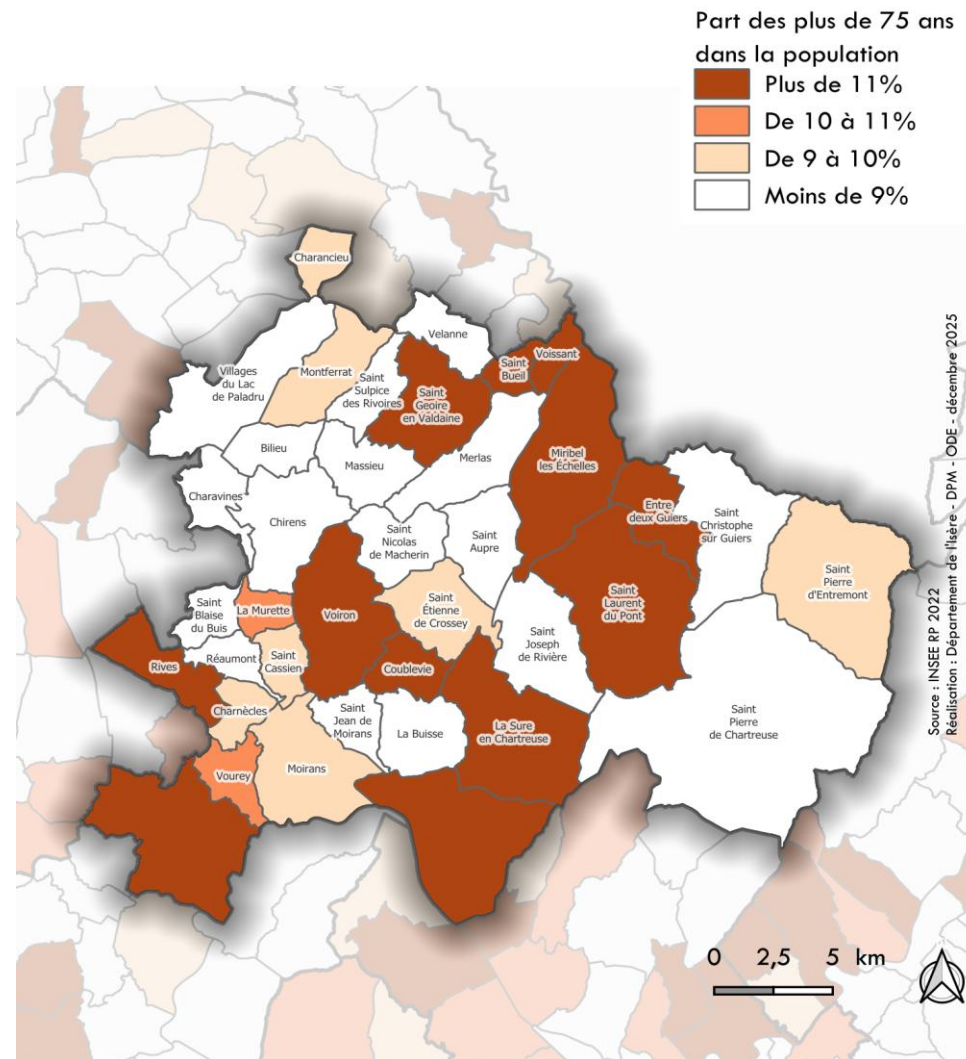 Part des plus de 75 ans
dans la population
Plus de 11%
De 10 à 11%
De 9 à 10%
Moins de 9%
Charancieu
Velanne
Voissant
Saint
Bueil
Villages
du Lac
de Paladru
Montferrat
Saint
Sulpice
des Rivoires
Saint
Geoire
en Valdaine
Bilieu
Massieu
Merlas
Miribel
les Échelles
Charavines
Chirens
Saint
Nicolas
de Macherin
Saint
Aupre
Entre
deux Guiers
Saint
Christophe
sur Guiers
Saint
Pierre
d'Entremont
Saint
Blaise
du Buis
La Murette
Voiron
Saint
Étienne
de Crossey
Saint
Laurent
du Pont
Saint
Joseph
de Rivière
Rives
Réaumont
Saint
Cassien
Coublevie
Charnècles
Saint
Jean de
Moirans
La Buisse
La Sure
en Chartreuse
Saint
Pierre
de Chartreuse
Vourey
Moirans
Source : INSEE RP 2022
Réalisation : Département de l'Isère - DPM - ODE - décembre 2025
0 2,5 5 km